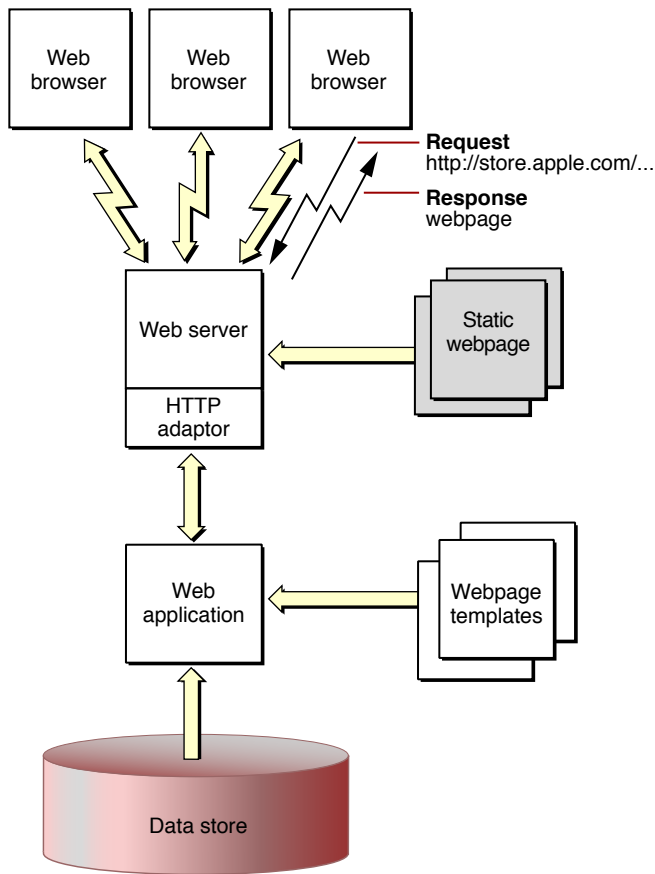 Web
browser
Web
browser
Web
browser
Request
http://store.apple.com/...
Response
webpage
Web server
HTTP
adaptor
Static
webpage
Web
application
Webpage
templates
Data store